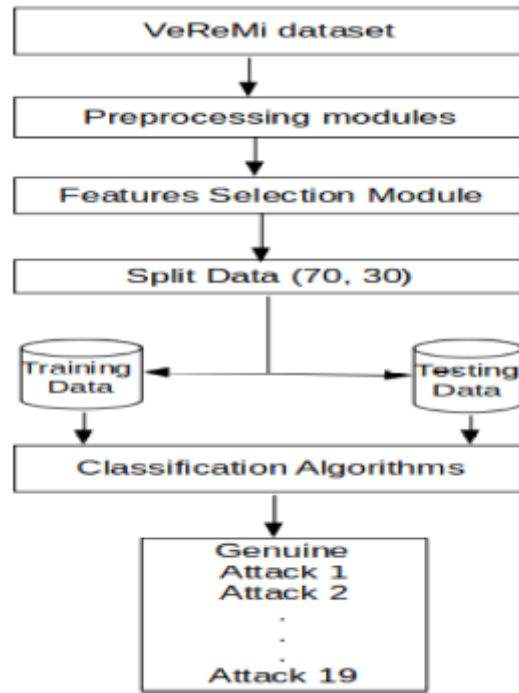 VeReMi dataset
Preprocessing modules
Features Selection Module
Split Data (70, 30)
Training
Data
Testing
Data
Classification Algorithms
Genuine
Attack 1
Attack 2
.
.
.
Attack 19